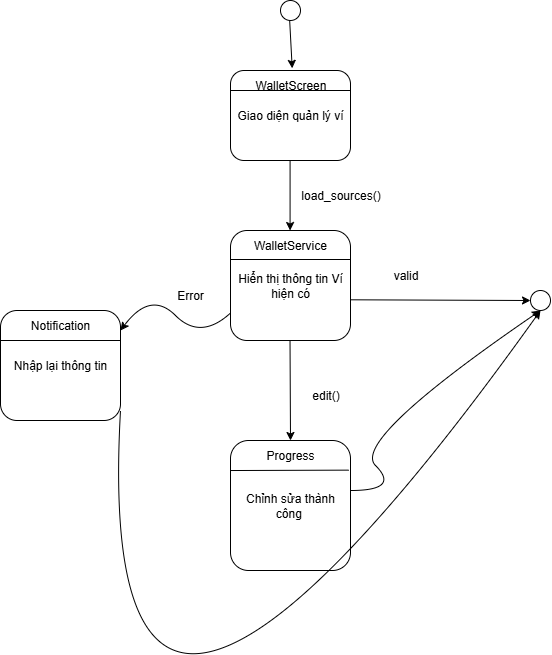 WalletScreen
Giao diện quản lý ví
load_sources()
WalletService
Hiển thị thông tin Ví
hiện có
valid
Error
Notification
Nhập lại thông tin
edit()
Progress
Chỉnh sửa thành
công